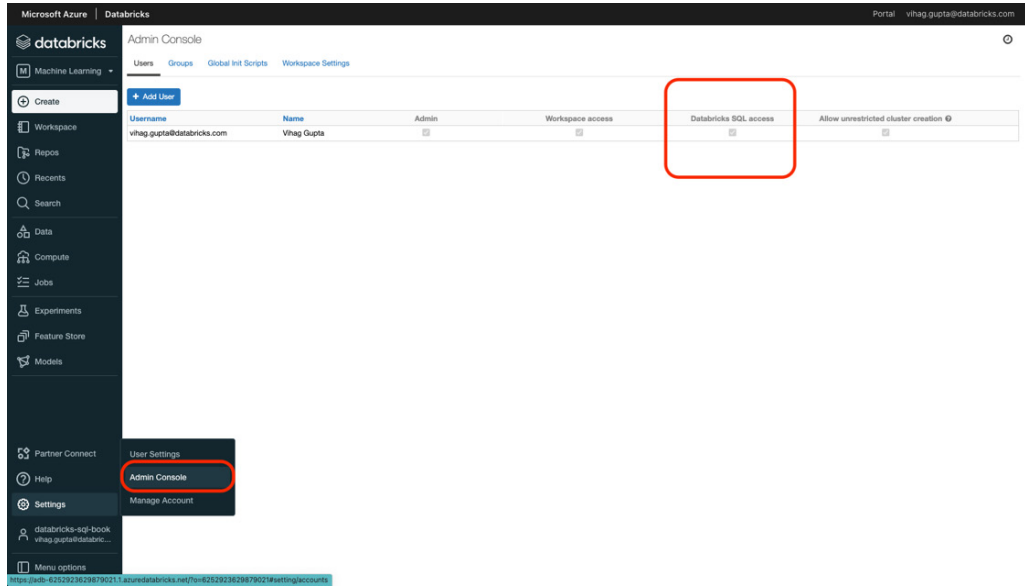 Microsoft Azure | Databricks
Portal vihag.gupta@databricks.com
databricks
M Machine Learning
Create
Workspace
Repos
Recents
Search
Data
Compute
Jobs
Experiments
Feature Store
Models
Partner Connect
Help
Settings
databricks-sql-book
vihag.gupta@databric...
Menu options
Admin Console
Users Groups Global Init Scripts Workspace Settings
+ Add User
Username Name Admin Workspace access Databricks SQL access Allow unrestricted cluster creation
vihag.gupta@databricks.com Vihag Gupta
User Settings
Admin Console
Manage Account
https://adb-6252923629879021.1.azuredatabricks.net/?o=6252923629879021#setting/accounts